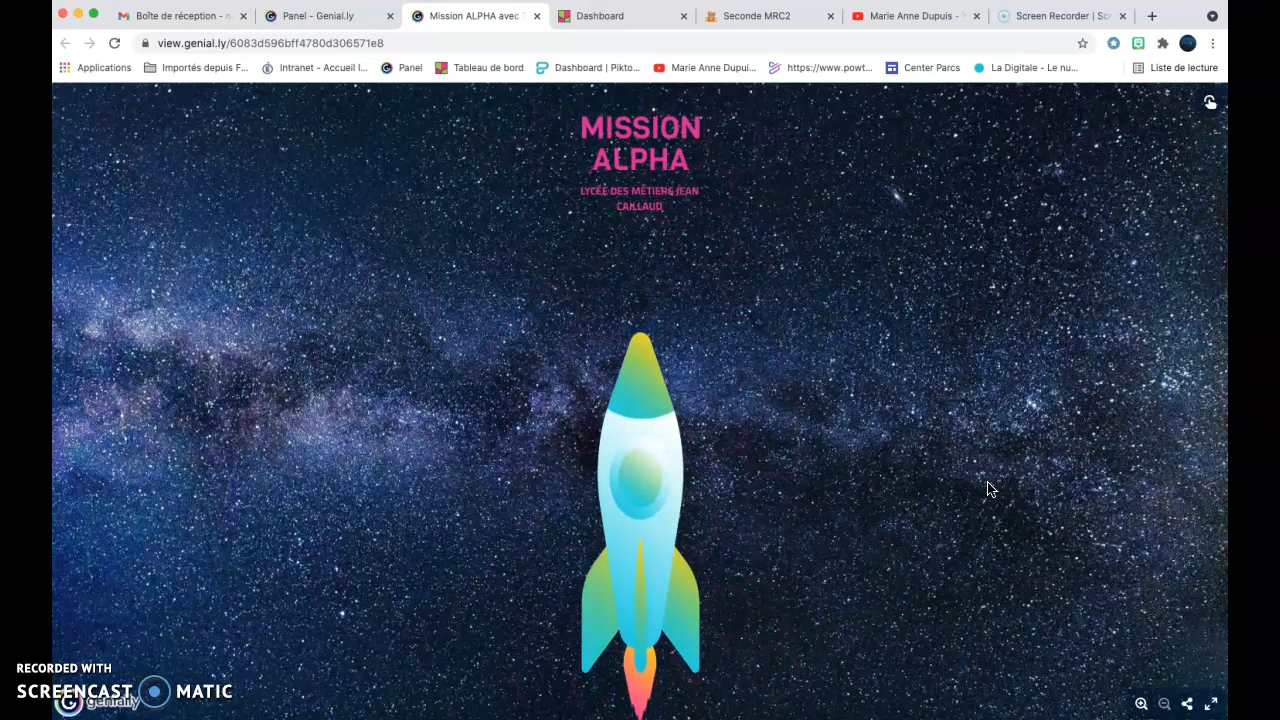 Boîte de réception -
Panel - Genial.ly
Mission ALPHA avec
Dashboard
Seconde MRC2
Marie Anne Dupuis -
Screen Recorder | Scr
view.genial.ly/6083d596bff4780d306571e8
Applications
Importés depuis F...
Intranet - Accueil I...
Panel
Tableau de bord
Dashboard | Pikto...
Marie Anne Dupui...
https://www.powt...
Center Parcs
La Digitale - Le nu...
Liste de lecture
MISSION
ALPHA
LYCÉE DES MÉTIERS JEAN
CAILLAUD
RECORDED WITH
SCREENCAST MATIC
genially